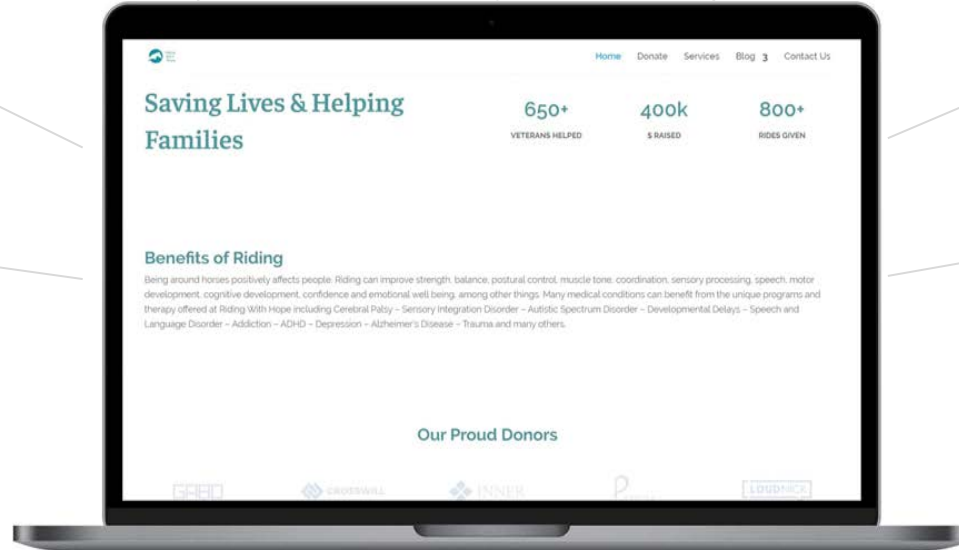 Home Donate Services Blog 3 Contact Us
Saving Lives & Helping
Families
650+ 400k 800+
VETERANS HELPED $ RAISED RIDES GIVEN
Benefits of Riding
Being around horses positively affects people. Riding can improve strength, balance, postural control, muscle tone, coordination, sensory processing, speech, motor
development, cognitive development, confidence and emotional well being, among other things. Many medical conditions can benefit from the unique programs and
therapy offered at Riding With Hope including Cerebral Palsy – Sensory Integration Disorder – Autistic Spectrum Disorder – Developmental Delays – Speech and
Language Disorder – Addiction – ADHD – Depression – Alzheimer's Disease – Trauma and many others.
Our Proud Donors
CROSSWILL INNER LOUDNICK